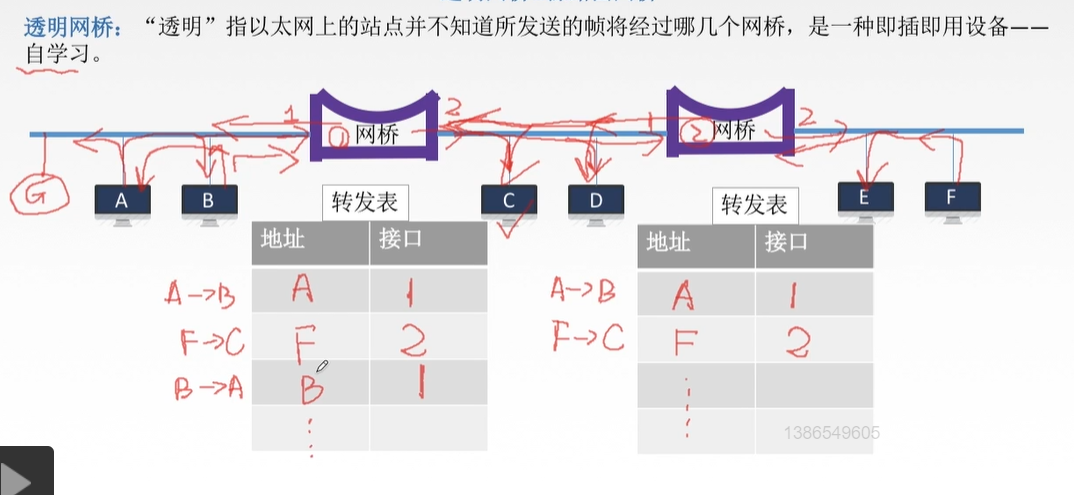 透明网桥：“透明”指以太网上的站点并不知道所发送的帧将经过哪几个网桥，是一种即插即用设备——
自学习。
1 ① 网桥 2 1 ② 网桥 2
G A B C D E F
转发表 转发表
地址 接口 地址 接口
A→B A 1 A→B A 1
F→C F 2 F→C F 2
B→A B 1
1386549605